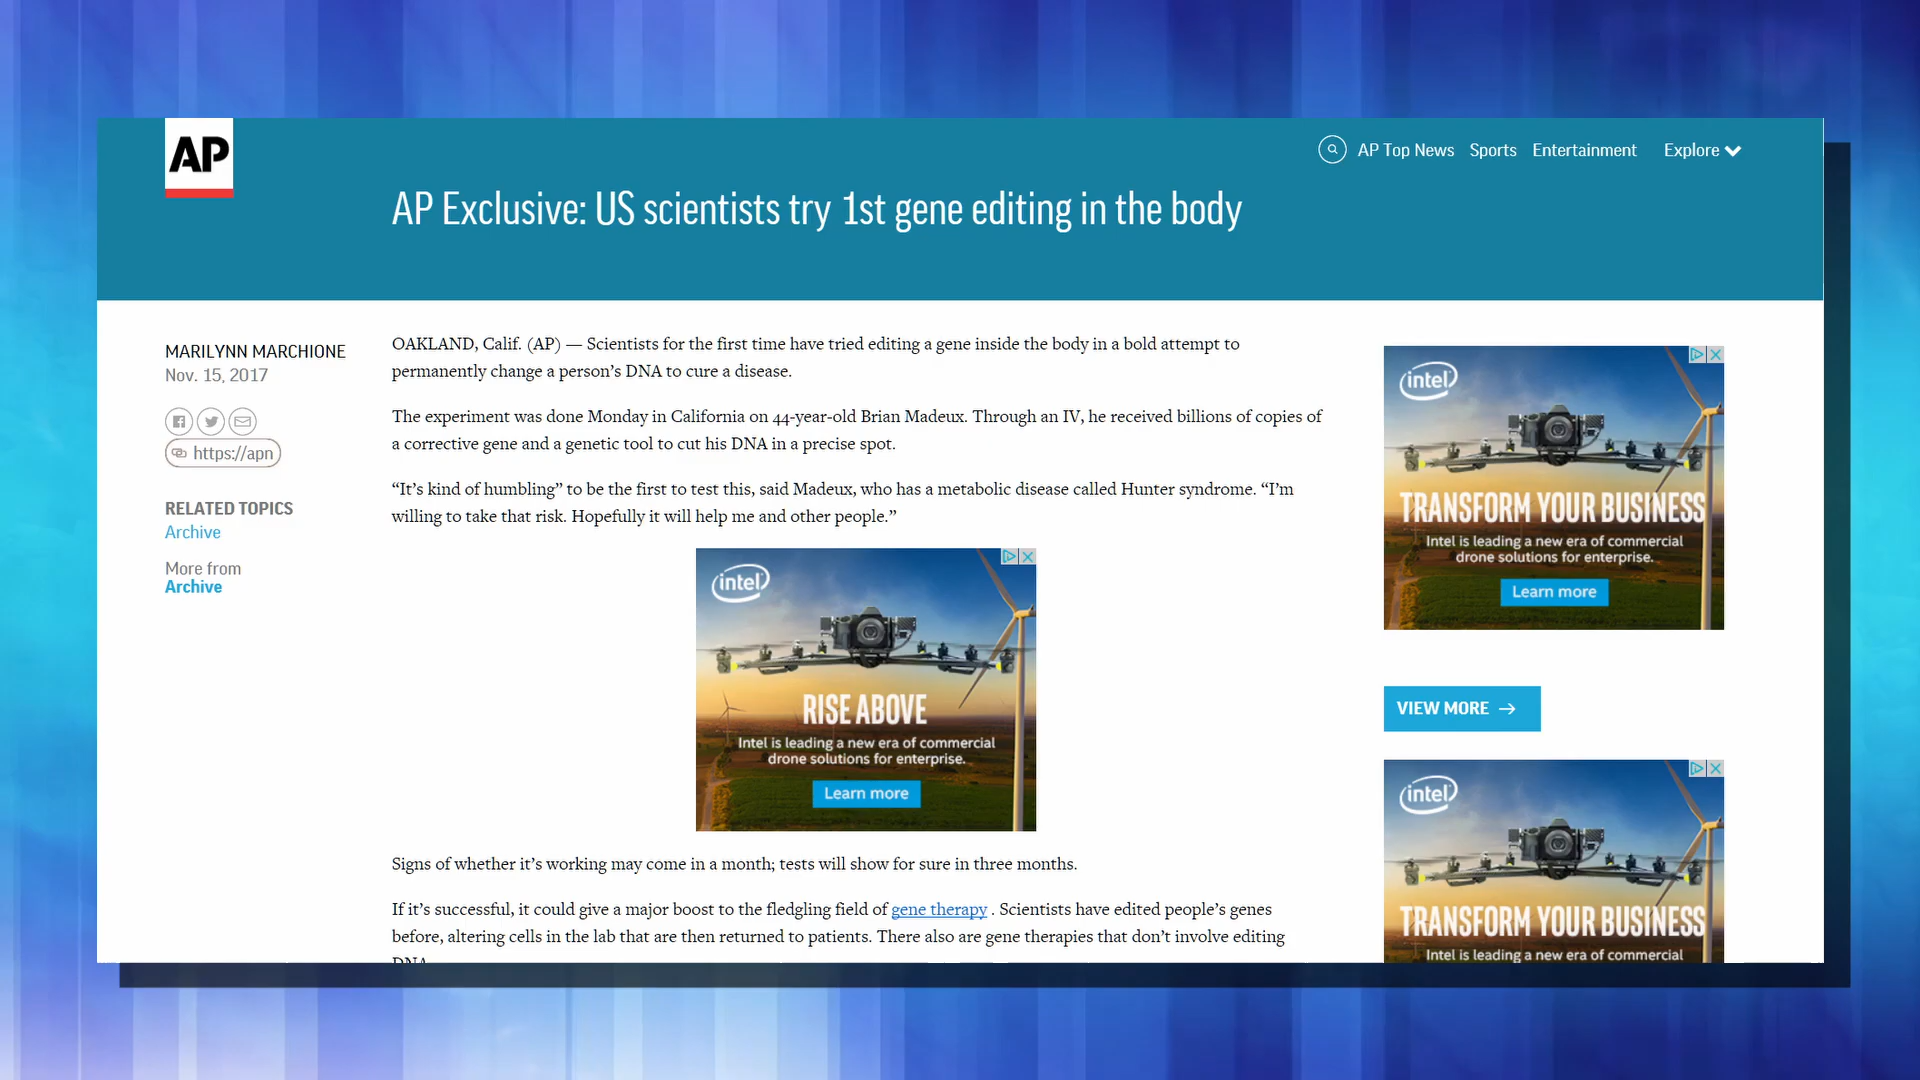 AP
AP Top News Sports Entertainment Explore
AP Exclusive: US scientists try 1st gene editing in the body
MARILYNN MARCHIONE
Nov. 15, 2017
https://apn
RELATED TOPICS
Archive
More from
Archive
OAKLAND, Calif. (AP) — Scientists for the first time have tried editing a gene inside the body in a bold attempt to
permanently change a person’s DNA to cure a disease.
The experiment was done Monday in California on 44-year-old Brian Madeux. Through an IV, he received billions of copies of
a corrective gene and a genetic tool to cut his DNA in a precise spot.
“It’s kind of humbling” to be the first to test this, said Madeux, who has a metabolic disease called Hunter syndrome. “I’m
willing to take that risk. Hopefully it will help me and other people.”
intel
RISE ABOVE
Intel is leading a new era of commercial
drone solutions for enterprise.
Learn more
Signs of whether it’s working may come in a month; tests will show for sure in three months.
If it’s successful, it could give a major boost to the fledgling field of gene therapy . Scientists have edited people’s genes
before, altering cells in the lab that are then returned to patients. There also are gene therapies that don’t involve editing
DNA.
intel
TRANSFORM YOUR BUSINESS
Intel is leading a new era of commercial
drone solutions for enterprise.
Learn more
VIEW MORE →
intel
TRANSFORM YOUR BUSINESS
Intel is leading a new era of commercial